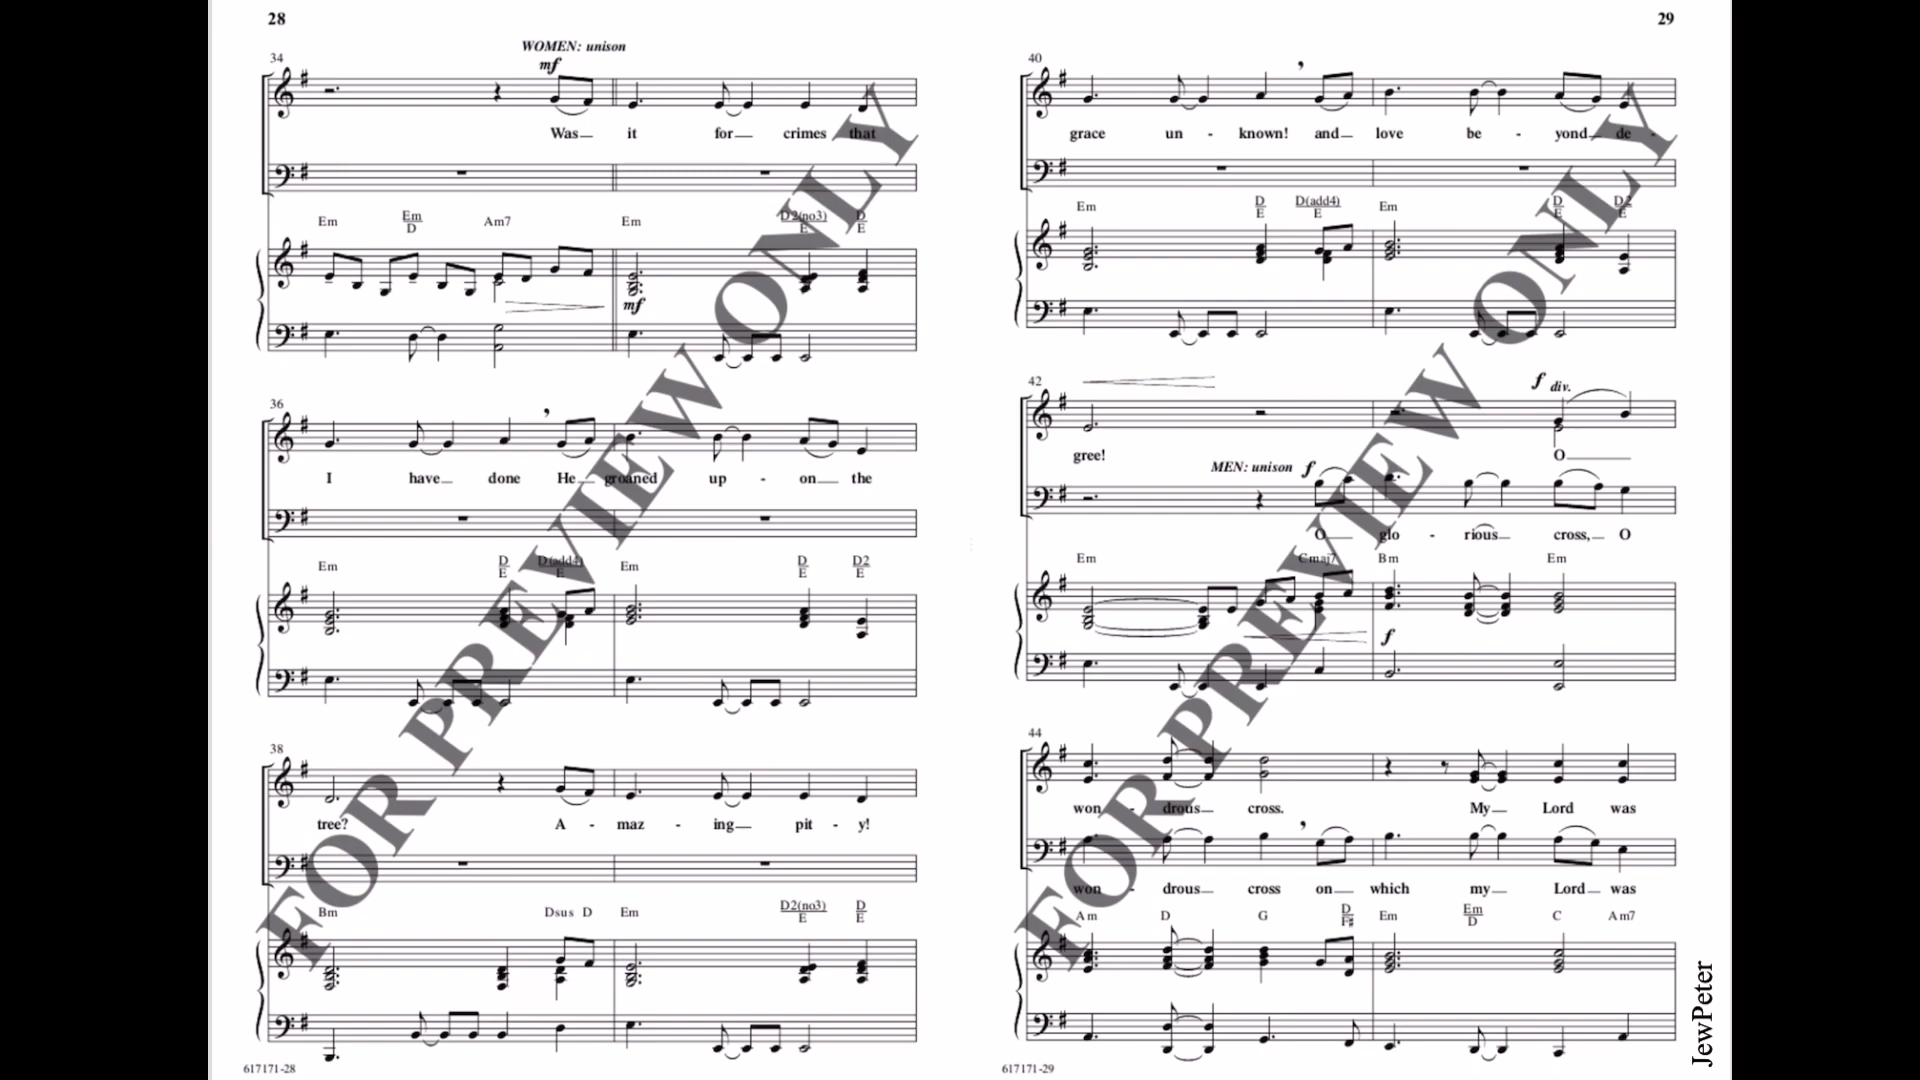 28
WOMEN: unison
34
mf
Was it for crimes that
Em Em/D Am7 Em D2(no3)/E D/E
mf
36
I have done He groaned up - on the
Em D/E D(add4)/E Em D/E D2/E
38
tree? A - maz - ing pit - y!
Bm Dsus D Em D2(no3)/E D/E
617171-28
29
40
grace un - known! and love be - yond de -
Em D/E D(add4)/E Em D/E D2/E
42
f div.
gree! O
MEN: unison f
O glo - rious cross, O
Em Cmaj7 Bm Em
f
44
won - drous cross. My Lord was
won - drous cross on which my Lord was
Am D G D/F# Em Em/D C Am7
617171-29
FOR PREVIEW ONLY
FOR PREVIEW ONLY
JewPeter